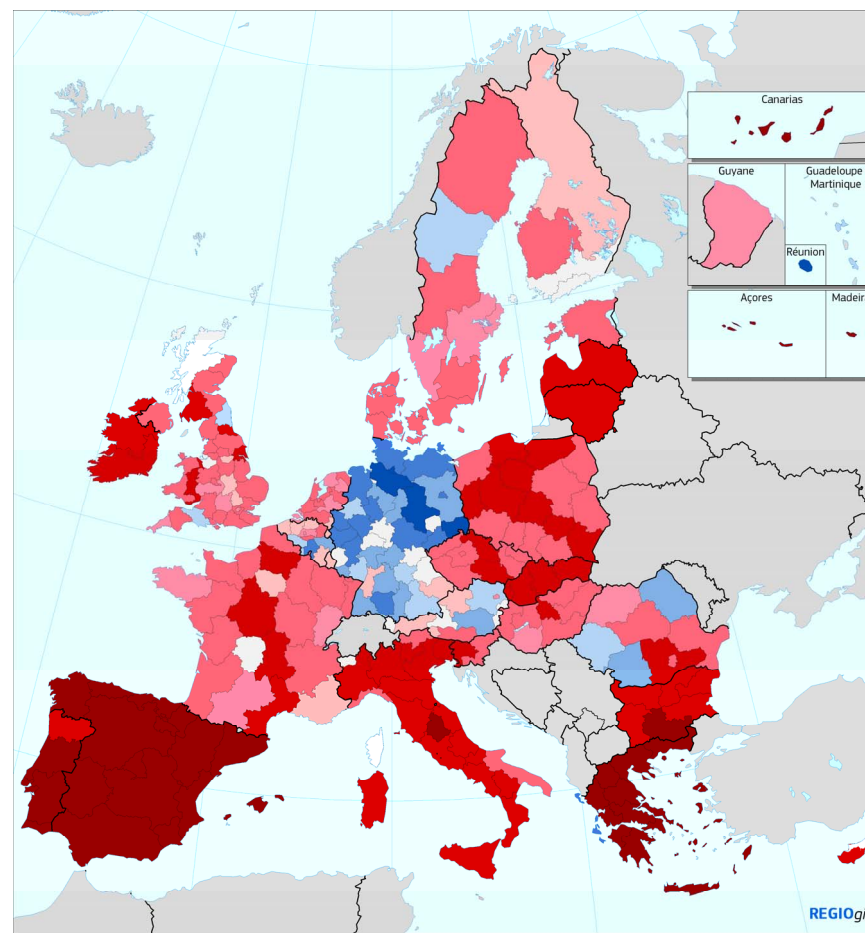 Canarias
Guyane
Guadeloupe
Martinique
Réunion
Açores
Madeir
REGIOgi